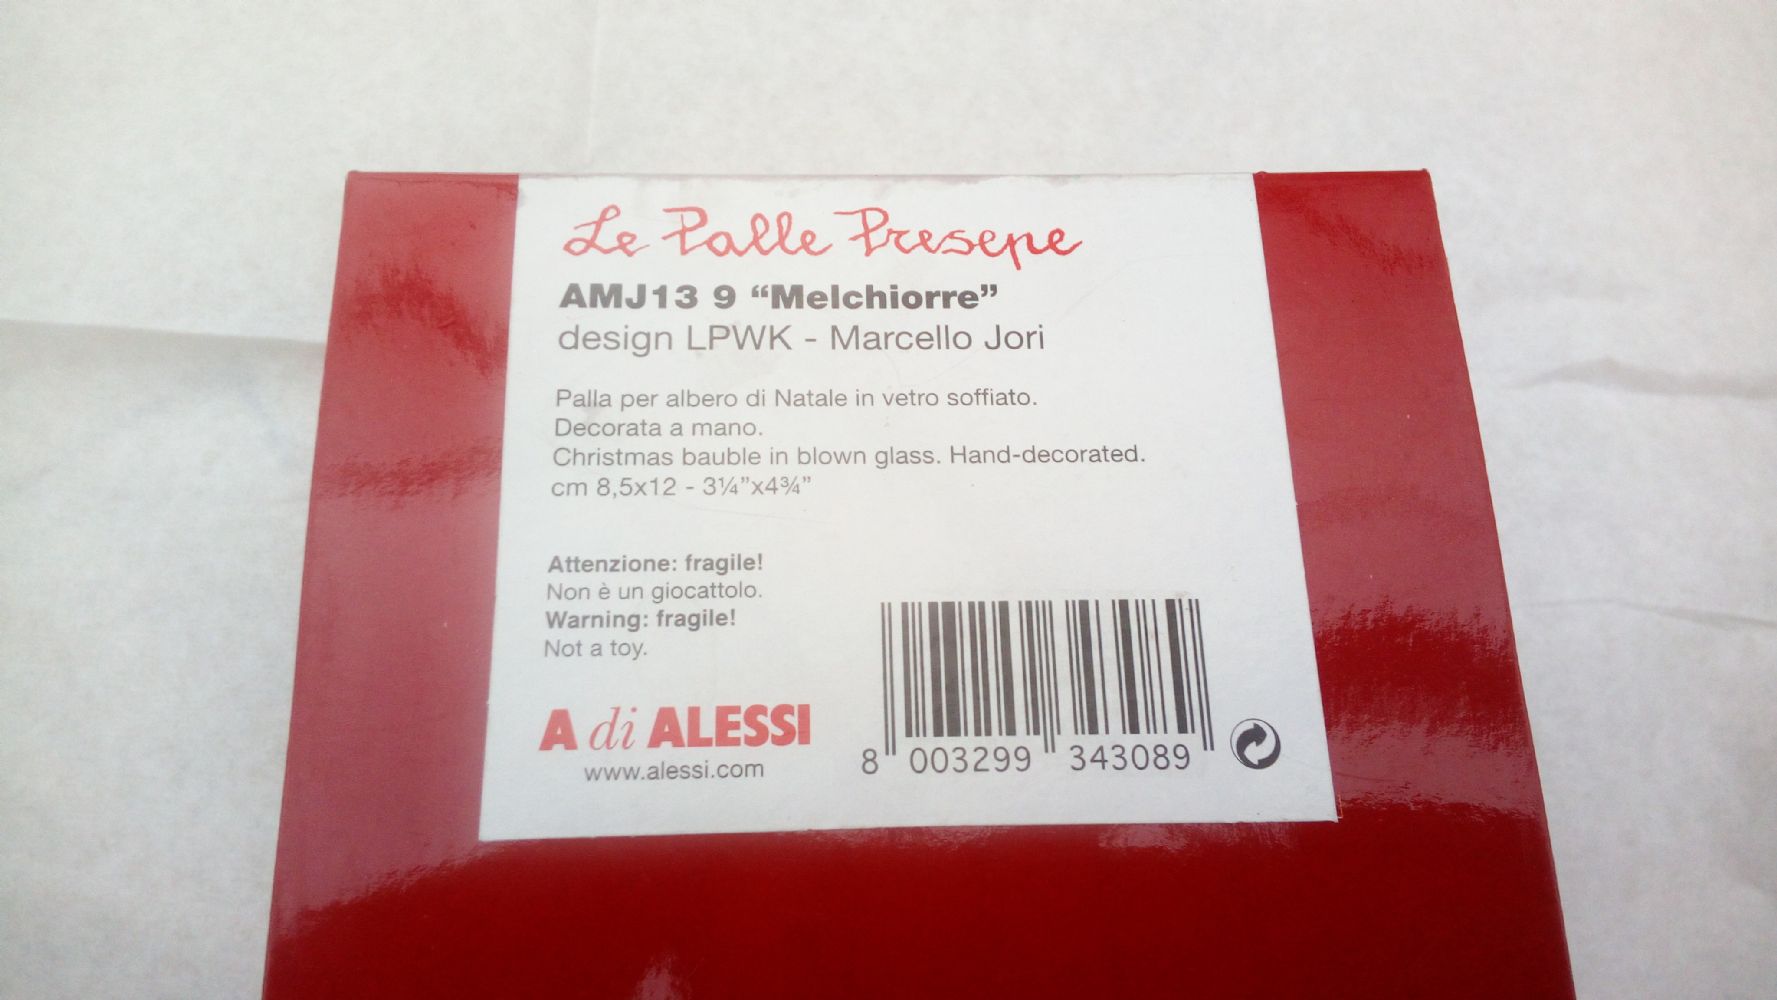 Le Palle Presepe
AMJ13 9 “Melchiorre”
design LPWK - Marcello Jori
Palla per albero di Natale in vetro soffiato.
Decorata a mano.
Christmas bauble in blown glass. Hand-decorated.
cm 8,5x12 - 3¼”x4¾”
Attenzione: fragile!
Non è un giocattolo.
Warning: fragile!
Not a toy.
A di ALESSI
www.alessi.com
8 003299 343089